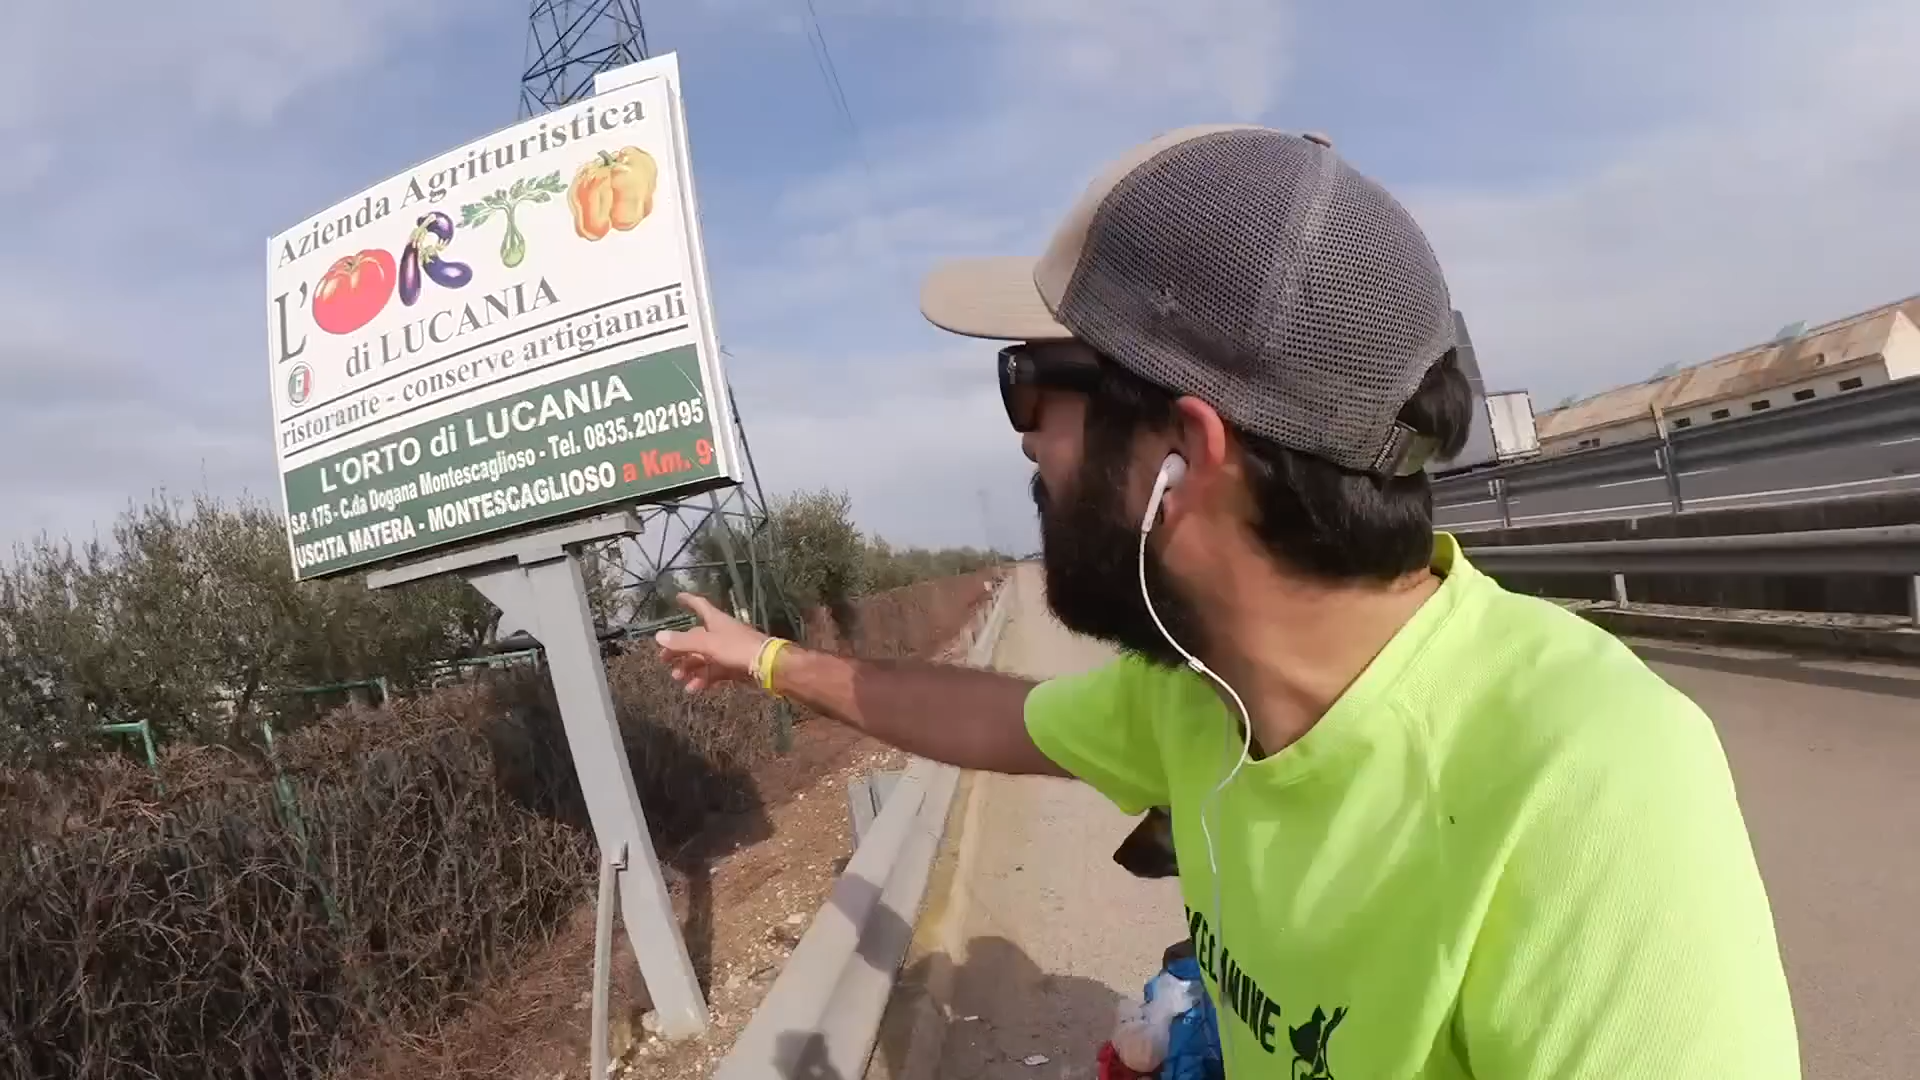 Azienda Agrituristica
L'ORTO
di LUCANIA
ristorante - conserve artigianali
L'ORTO di LUCANIA
S.P. 175 - C.da Dogana Montescaglioso - Tel. 0835.202195
USCITA MATERA - MONTESCAGLIOSO a Km. 9